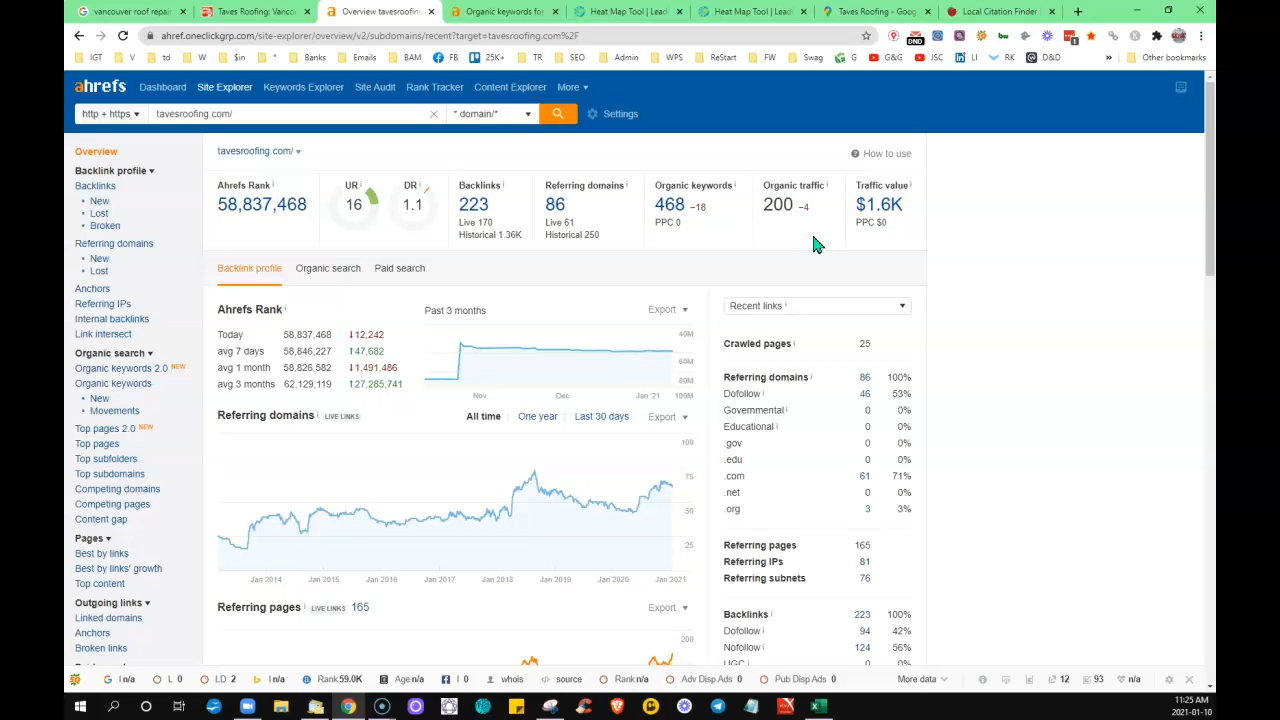 vancouver roof repair
Taves Roofing: Vanco
Overview tavesroofin
Organic keywords for
Heat Map Tool | Lead
Heat Map Tool | Lead
Taves Roofing - Goog
Local Citation Finder
ahref.oneclickgrp.com/site-explorer/overview/v2/subdomains/recent?target=tavesroofing.com%2F
IGT V td W $in * Banks Emails BAM FB 25K+ TR SEO Admin WPS ReStart FW Swag G G&G JSC LI RK D&D » Other bookmarks
ahrefs Dashboard Site Explorer Keywords Explorer Site Audit Rank Tracker Content Explorer More
http + https tavesroofing.com/ *.domain/* Settings
Overview
Backlink profile
Backlinks
New
Lost
Broken
Referring domains
New
Lost
Anchors
Referring IPs
Internal backlinks
Link intersect
Organic search
Organic keywords 2.0 NEW
Organic keywords
New
Movements
Top pages 2.0 NEW
Top pages
Top subfolders
Top subdomains
Competing domains
Competing pages
Content gap
Pages
Best by links
Best by links' growth
Top content
Outgoing links
Linked domains
Anchors
Broken links
tavesroofing.com/
How to use
Ahrefs Rank UR DR Backlinks Referring domains Organic keywords Organic traffic Traffic value
58,837,468 16 1.1 223 86 468 -18 200 -4 $1.6K
Live 170 Live 61 PPC 0 PPC $0
Historical 1.36K Historical 250
Backlink profile Organic search Paid search
Ahrefs Rank Past 3 months Export
Today 58,837,468 ↓12,242
avg 7 days 58,846,227 ↑47,682
avg 1 month 58,826,582 ↓1,491,486
avg 3 months 62,129,119 ↑27,285,741
40M
60M
80M
100M
Nov Dec Jan '21
Referring domains LIVE LINKS All time One year Last 30 days Export
100
75
50
25
Jan 2014 Jan 2015 Jan 2016 Jan 2017 Jan 2018 Jan 2019 Jan 2020 Jan 2021
Referring pages LIVE LINKS 165 Export
200
Recent links
Crawled pages 25
Referring domains 86 100%
Dofollow 46 53%
Governmental 0 0%
Educational 0 0%
.gov 0 0%
.edu 0 0%
.com 61 71%
.net 0 0%
.org 3 3%
Referring pages 165
Referring IPs 81
Referring subnets 76
Backlinks 223 100%
Dofollow 94 42%
Nofollow 124 56%
UGC
I n/a L 0 LD 2 I n/a Rank 59.0K Age n/a I 0 whois source Rank n/a Adv Disp Ads 0 Pub Disp Ads 0 More data 12 93 n/a
11:25 AM
2021-01-10